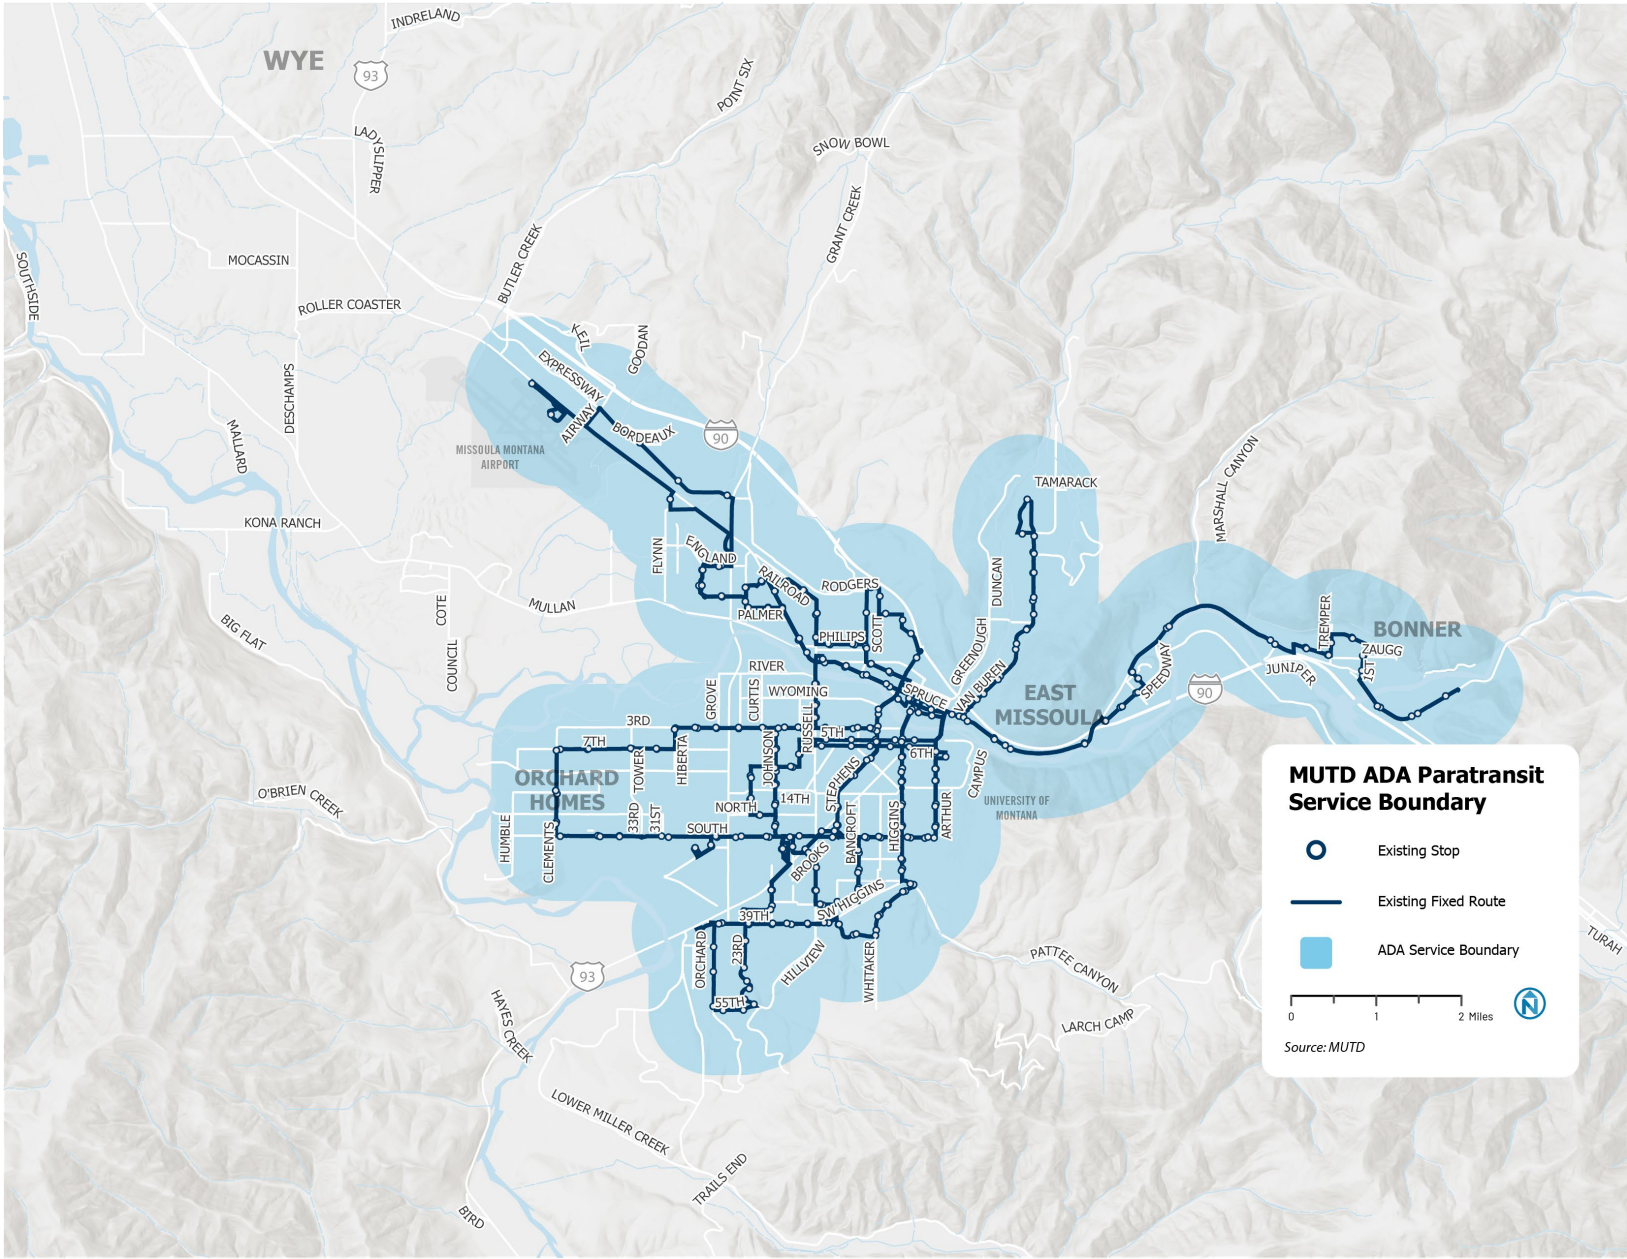 INDRELAND
WYE
93
POINT SIX
LADYSLIPPER
SNOW BOWL
GRANT CREEK
BUTLER CREEK
MOCASSIN
SOUTHSIDE
ROLLER COASTER
KEIL
GOODAN
EXPRESSWAY
DESCHAMPS
AIRWAY
BORDEAUX
90
MALLARD
MISSOULA MONTANA
AIRPORT
MARSHALL CANYON
TAMARACK
KONA RANCH
FLYNN
ENGLAND
RAILROAD
RODGERS
DUNCAN
COTE
MULLAN
PALMER
PHILIPS
SCOTT
BIG FLAT
COUNCIL
GREENOUGH
TREMPER
BONNER
ZAUGG
1ST
JUNIPER
SPEEDWAY
90
RIVER
GROVE
CURTIS
WYOMING
SPRUCE
VAN BUREN
EAST
MISSOULA
3RD
RUSSELL
5TH
7TH
HIBERTA
JOHNSON
6TH
TOWER
STEPHENS
CAMPUS
ORCHARD
HOMES
O'BRIEN CREEK
33RD
31ST
NORTH
14TH
ARTHUR
UNIVERSITY OF
MONTANA
HUMBLE
CLEMENTS
SOUTH
BROOKS
BANCROFT
HIGGINS
39TH
SW HIGGINS
ORCHARD
23RD
HILLVIEW
WHITAKER
PATTEE CANYON
93
55TH
HAYES CREEK
LARCH CAMP
LOWER MILLER CREEK
TRAILS END
BIRD
TURAH
MUTD ADA Paratransit
Service Boundary
Existing Stop
Existing Fixed Route
ADA Service Boundary
0 1 2 Miles
N
Source: MUTD